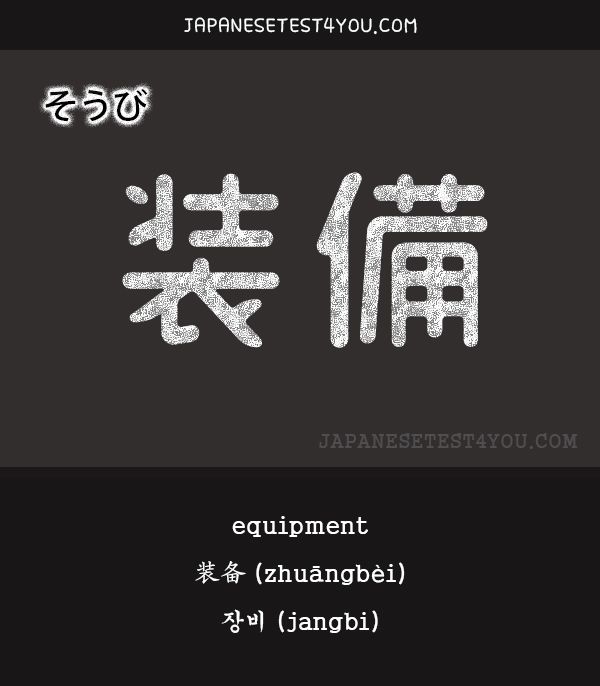 JAPANESETEST4YOU.COM
そうび
装備
JAPANESETEST4YOU.COM
equipment
装备 (zhuāngbèi)
장비 (jangbi)